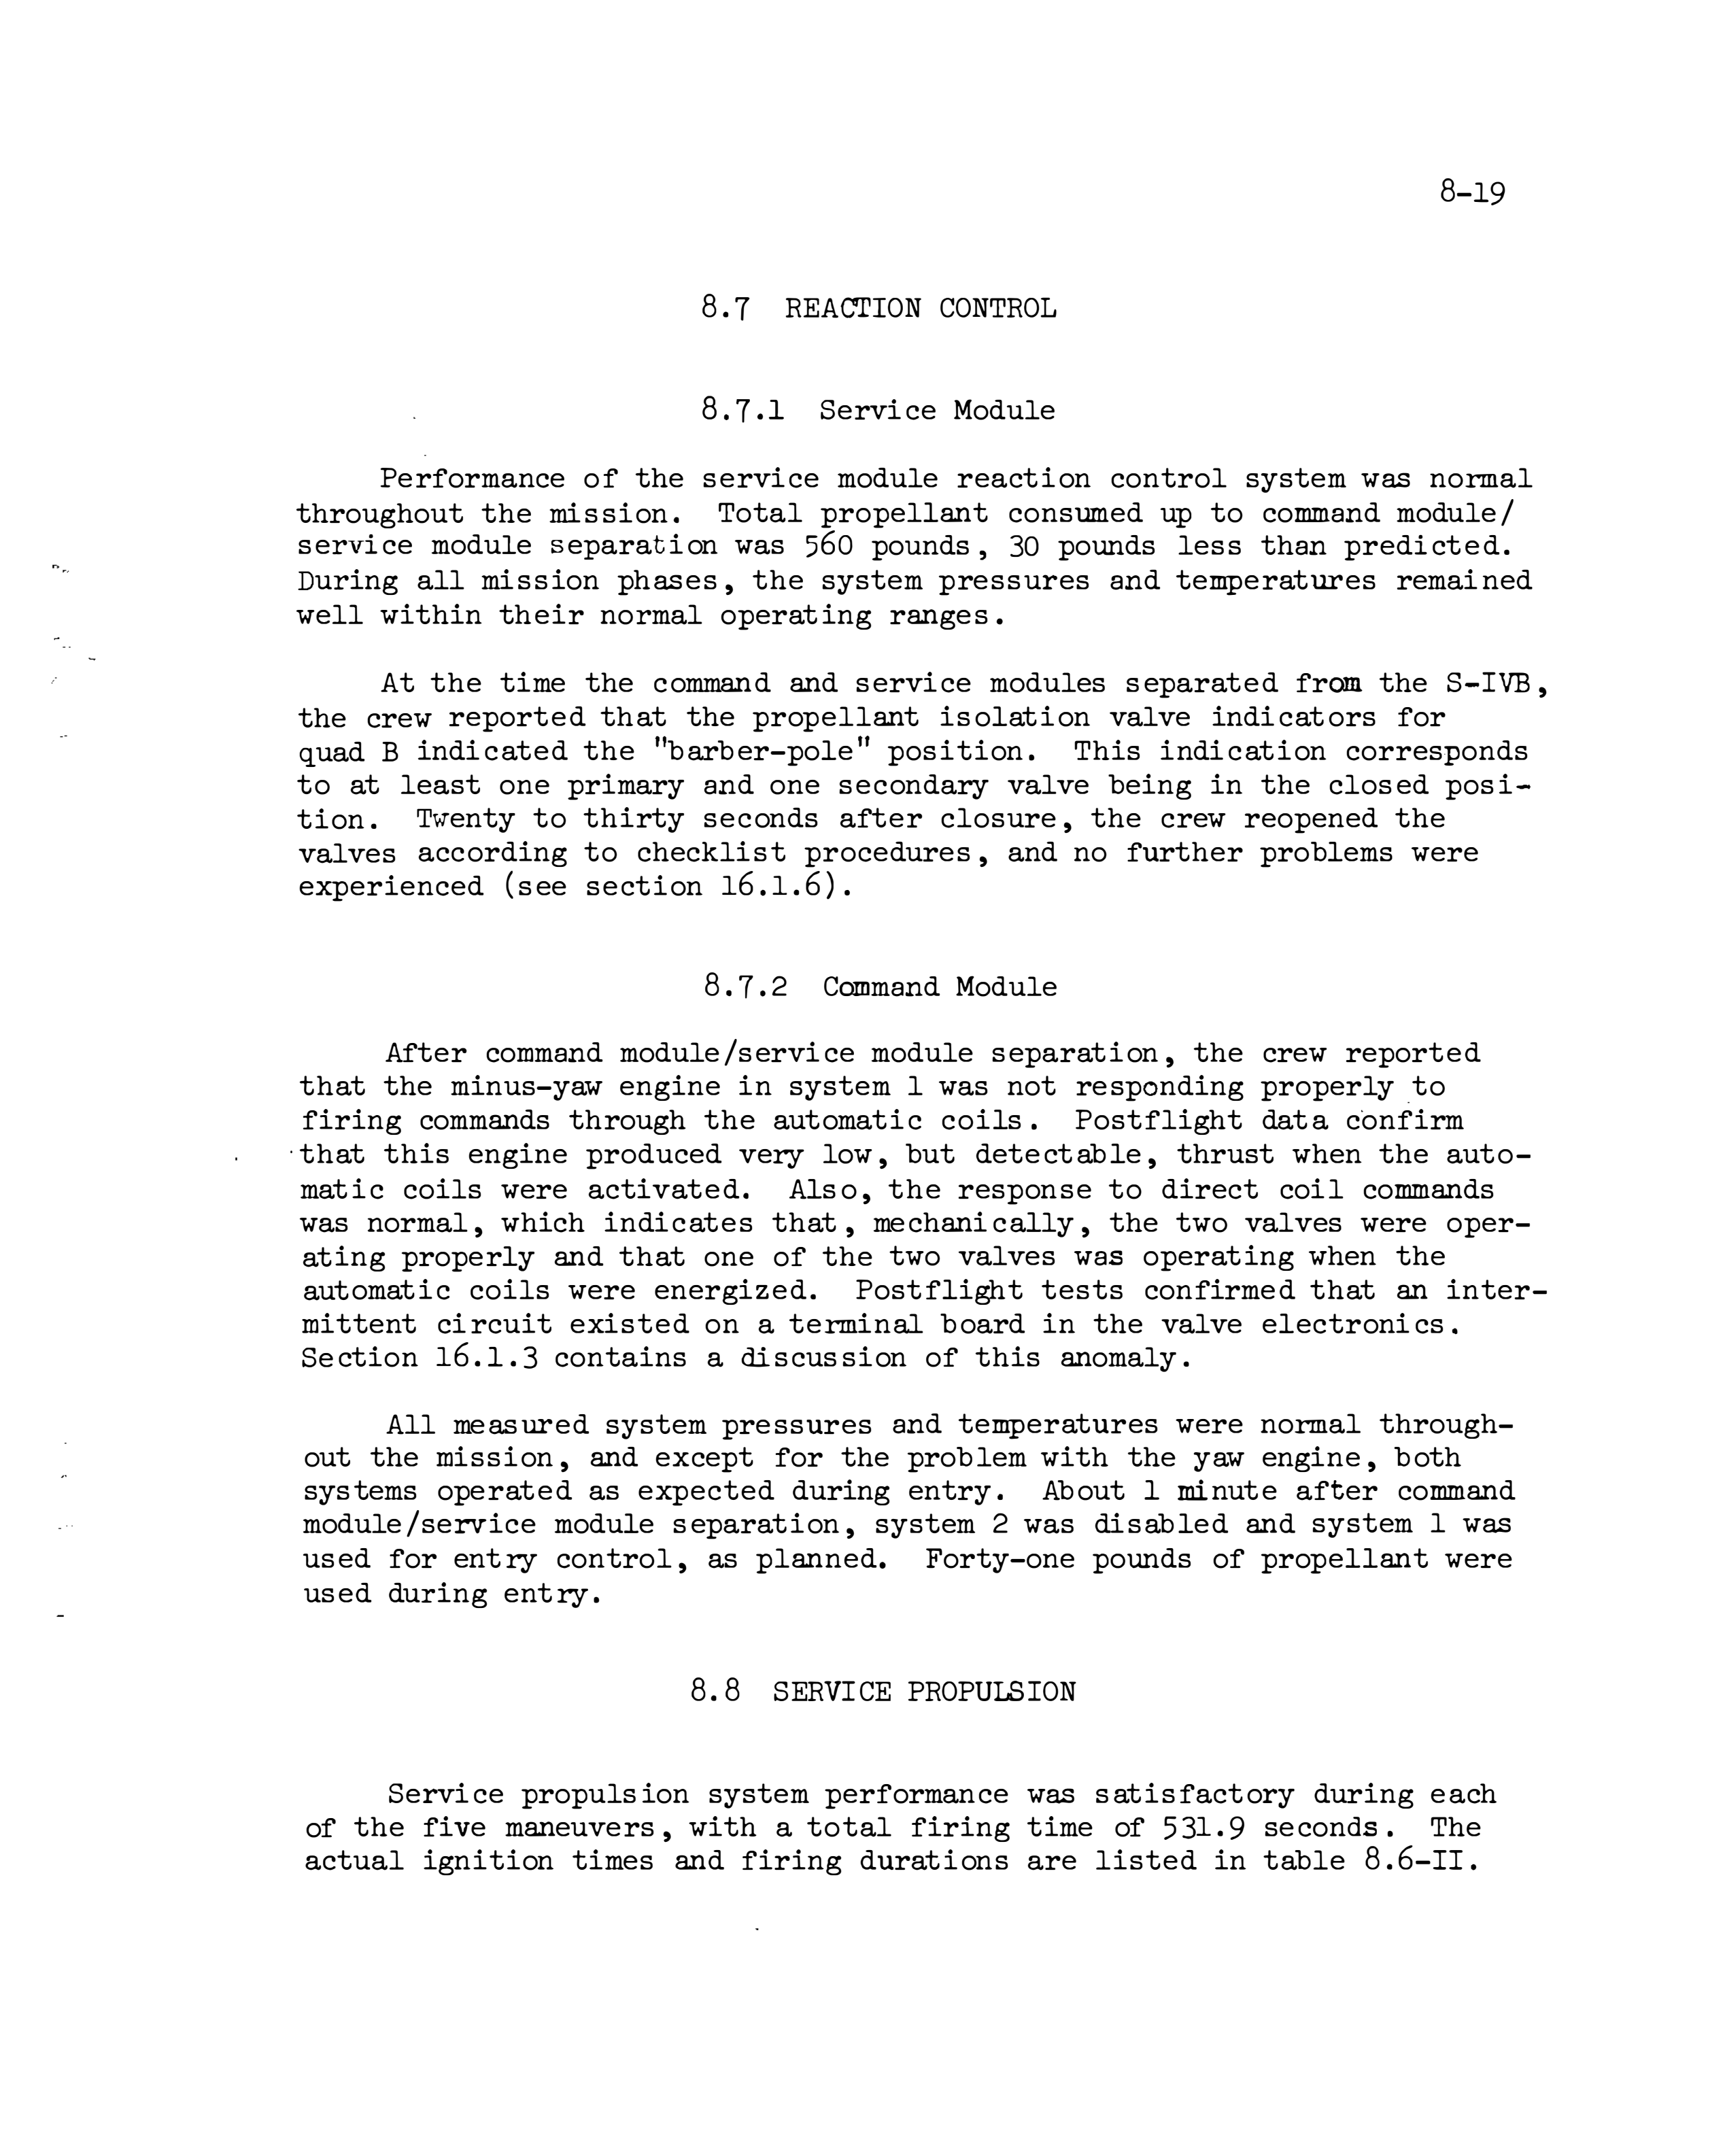 8-19
8.7 REACTION CONTROL
8.7.1 Service Module
Performance of the service module reaction control system was normal
throughout the mission. Total propellant consumed up to command module/
service module separation was 560 pounds, 30 pounds less than predicted.
During all mission phases, the system pressures and temperatures remained
well within their normal operating ranges.
At the time the command and service modules separated from the S-IVB,
the crew reported that the propellant isolation valve indicators for
quad B indicated the "barber-pole" position. This indication corresponds
to at least one primary and one secondary valve being in the closed posi-
tion. Twenty to thirty seconds after closure, the crew reopened the
valves according to checklist procedures, and no further problems were
experienced (see section 16.1.6).
8.7.2 Command Module
After command module/service module separation, the crew reported
that the minus-yaw engine in system 1 was not responding properly to
firing commands through the automatic coils. Postflight data confirm
that this engine produced very low, but detectable, thrust when the auto-
matic coils were activated. Also, the response to direct coil commands
was normal, which indicates that, mechanically, the two valves were oper-
ating properly and that one of the two valves was operating when the
automatic coils were energized. Postflight tests confirmed that an inter-
mittent circuit existed on a terminal board in the valve electronics.
Section 16.1.3 contains a discussion of this anomaly.
All measured system pressures and temperatures were normal through-
out the mission, and except for the problem with the yaw engine, both
systems operated as expected during entry. About 1 minute after command
module/service module separation, system 2 was disabled and system 1 was
used for entry control, as planned. Forty-one pounds of propellant were
used during entry.
8.8 SERVICE PROPULSION
Service propulsion system performance was satisfactory during each
of the five maneuvers, with a total firing time of 531.9 seconds. The
actual ignition times and firing durations are listed in table 8.6-II.